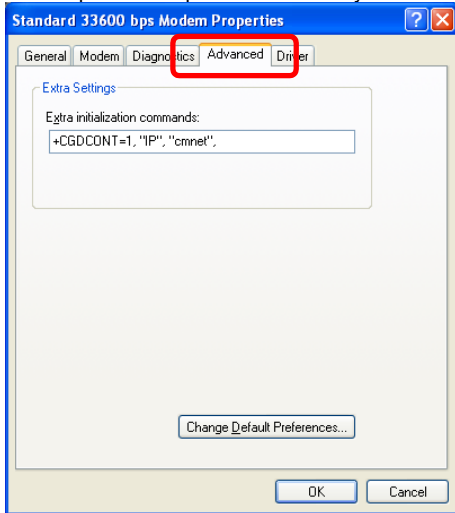 Standard 33600 bps Modem Properties
General Modem Diagnostics Advanced Driver
Extra Settings
Extra initialization commands:
+CGDCONT=1, "IP", "cmnet",
Change Default Preferences...
OK Cancel